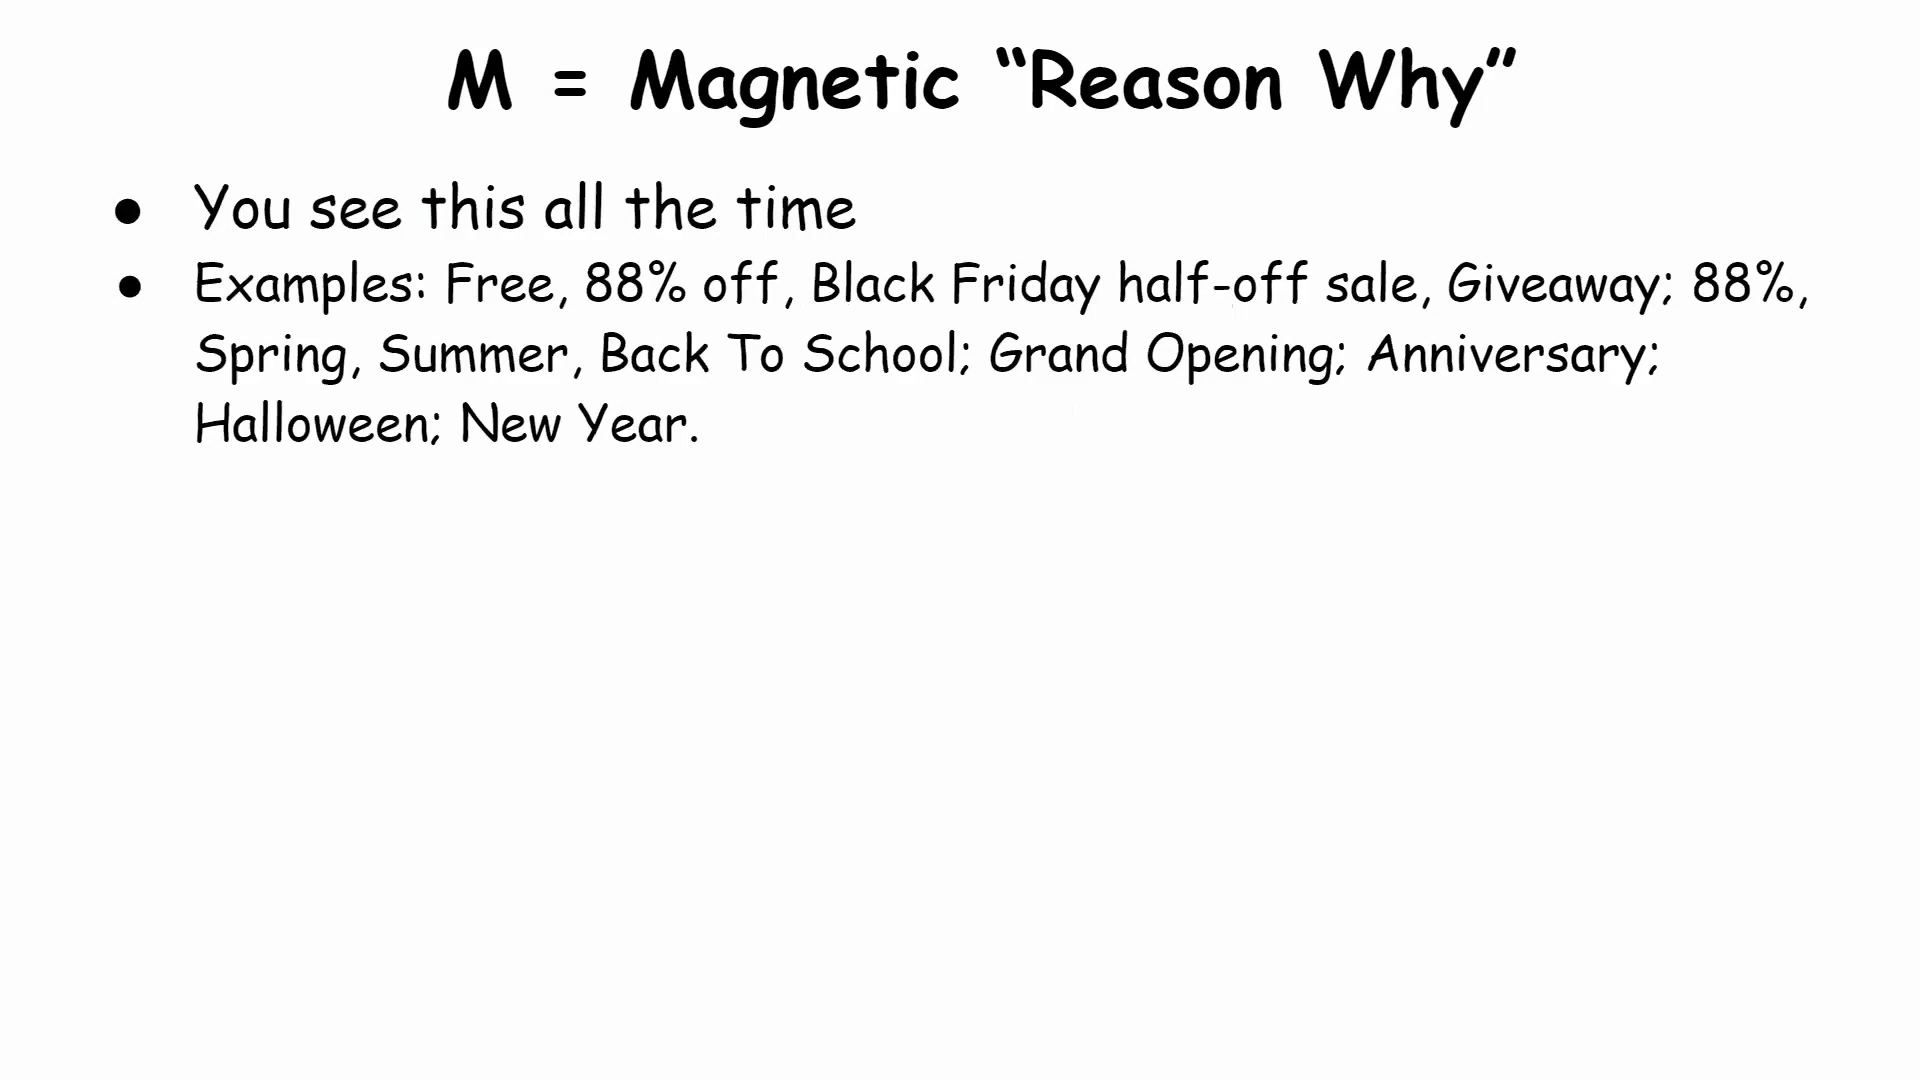 M = Magnetic “Reason Why”
● You see this all the time
● Examples: Free, 88% off, Black Friday half-off sale, Giveaway; 88%,
Spring, Summer, Back To School; Grand Opening; Anniversary;
Halloween; New Year.